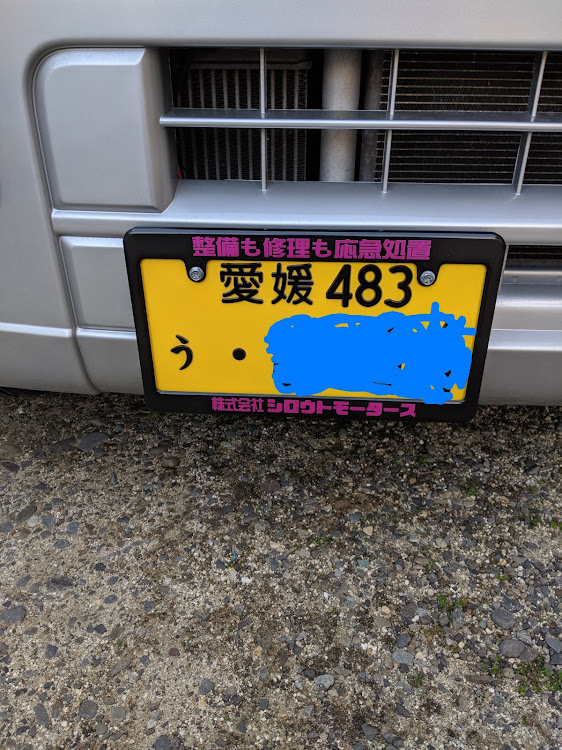 整備も修理も応急処置
愛媛 483
う ・
株式会社 シロウトモータース